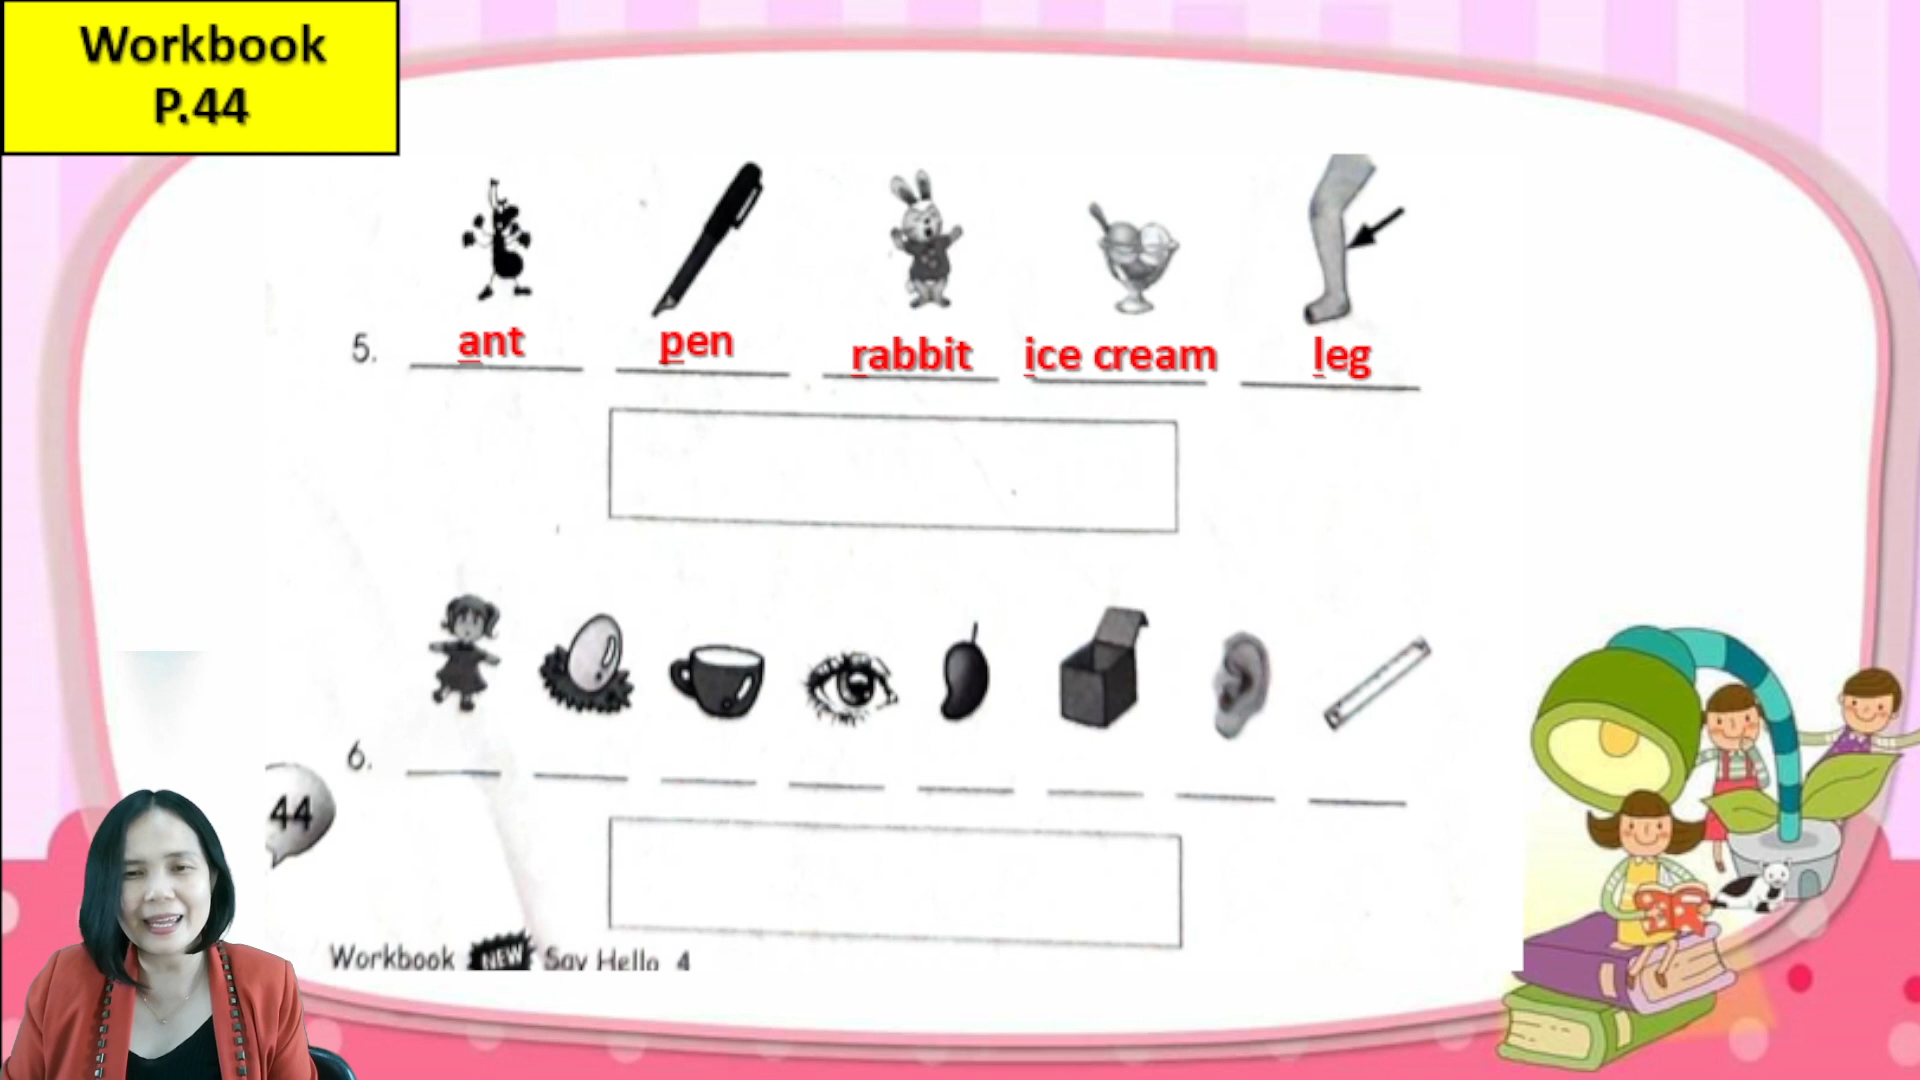 Workbook
P.44
5. ant pen rabbit ice cream leg
6.
44
Workbook NEW Say Hello 4